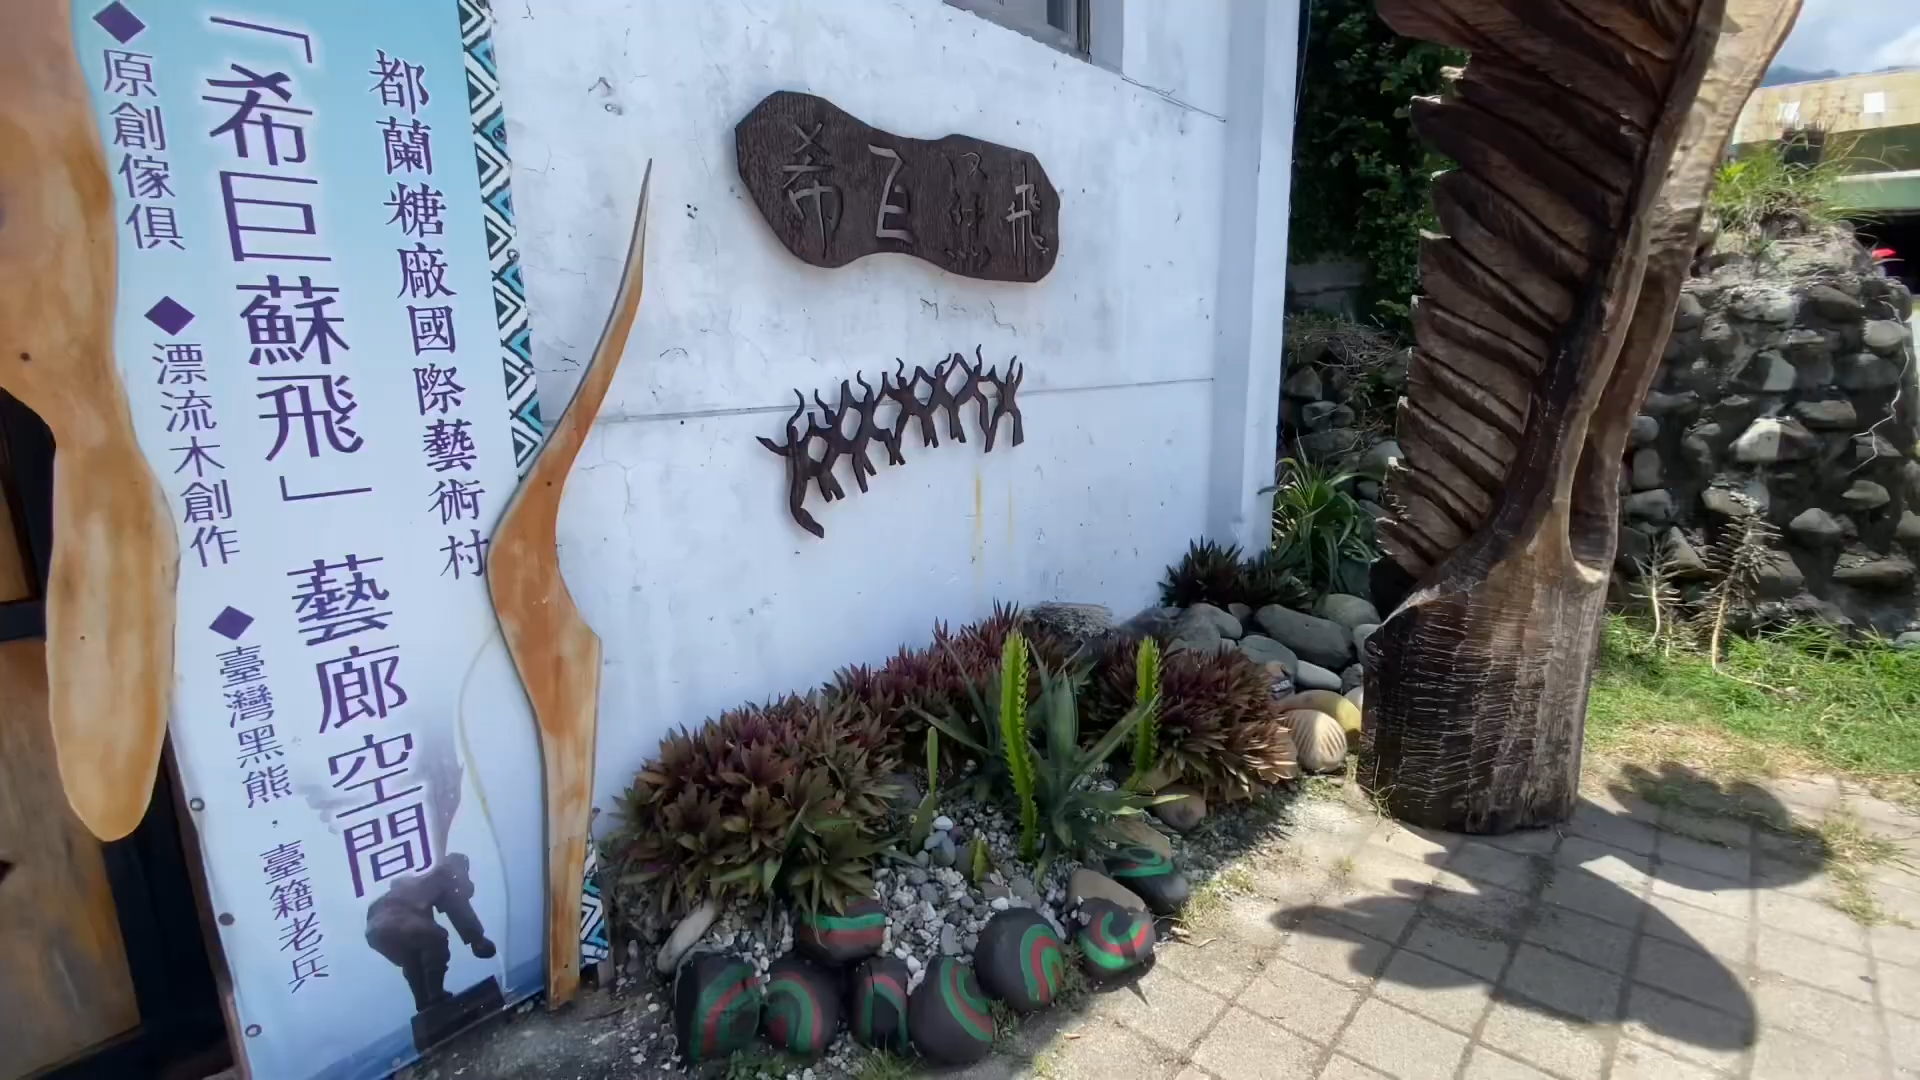 都蘭糖廠國際藝術村
「希巨蘇飛」藝廊空間
◆原創傢俱
◆漂流木創作
◆臺灣黑熊，臺籍老兵
希巨蘇飛